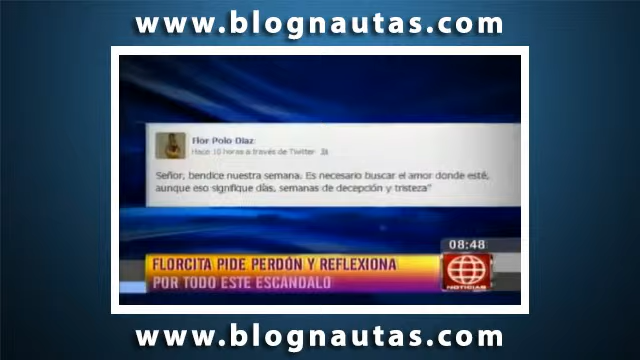 www.blognautas.com
Flor Polo Diaz
Hace 10 horas a través de Twitter
Señor, bendice nuestra semana. Es necesario buscar el amor donde esté,
aunque eso signfique días, semanas de decepción y tristeza"
08:48
FLORCITA PIDE PERDÓN Y REFLEXIONA
POR TODO ESTE ESCÁNDALO
NOTICIAS
www.blognautas.com